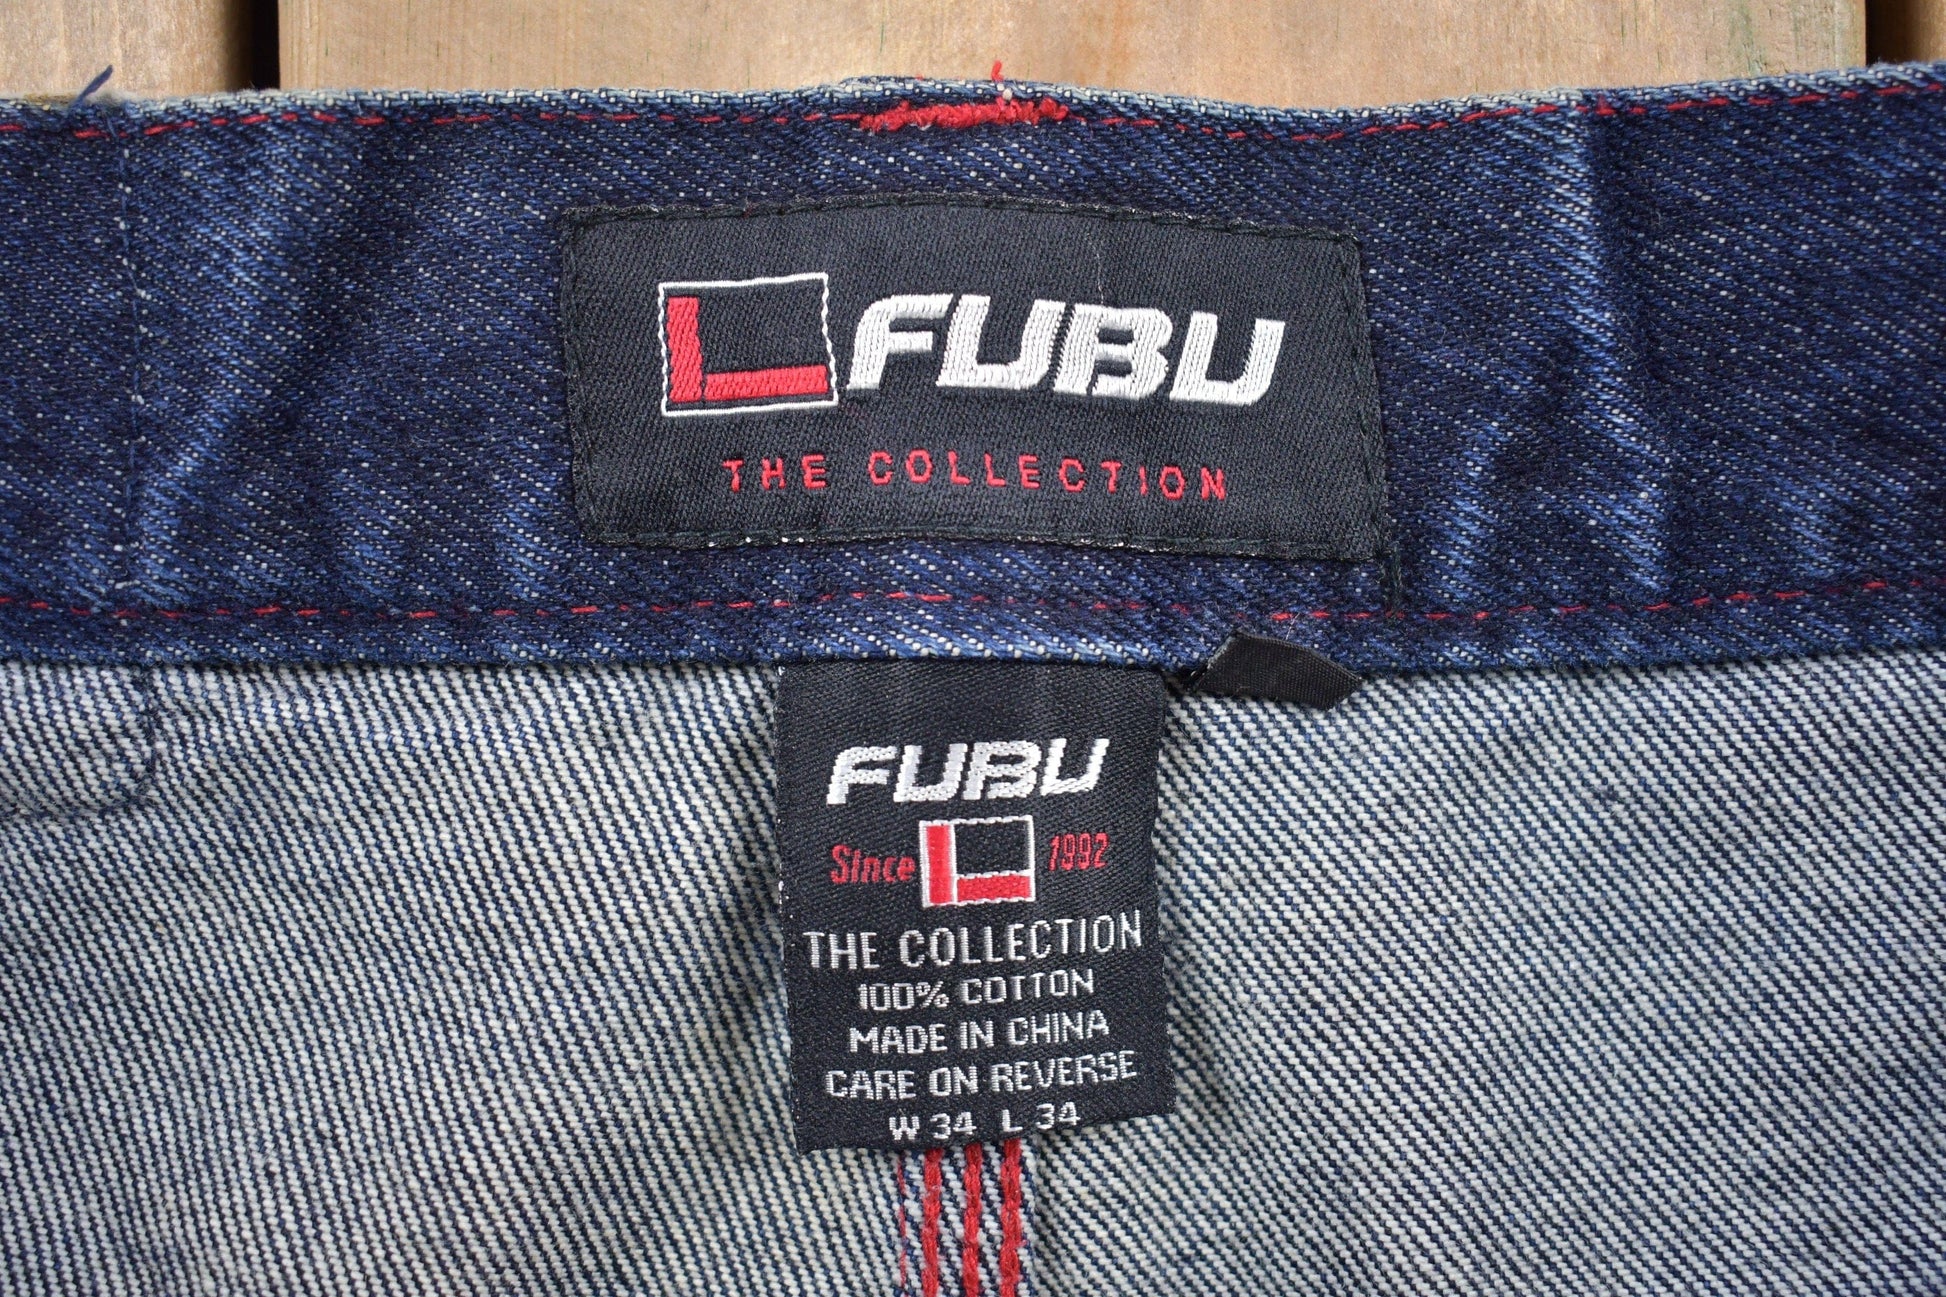 FUBU
THE COLLECTION
FUBU
Since 1992
THE COLLECTION
100% COTTON
MADE IN CHINA
CARE ON REVERSE
W 34 L 34